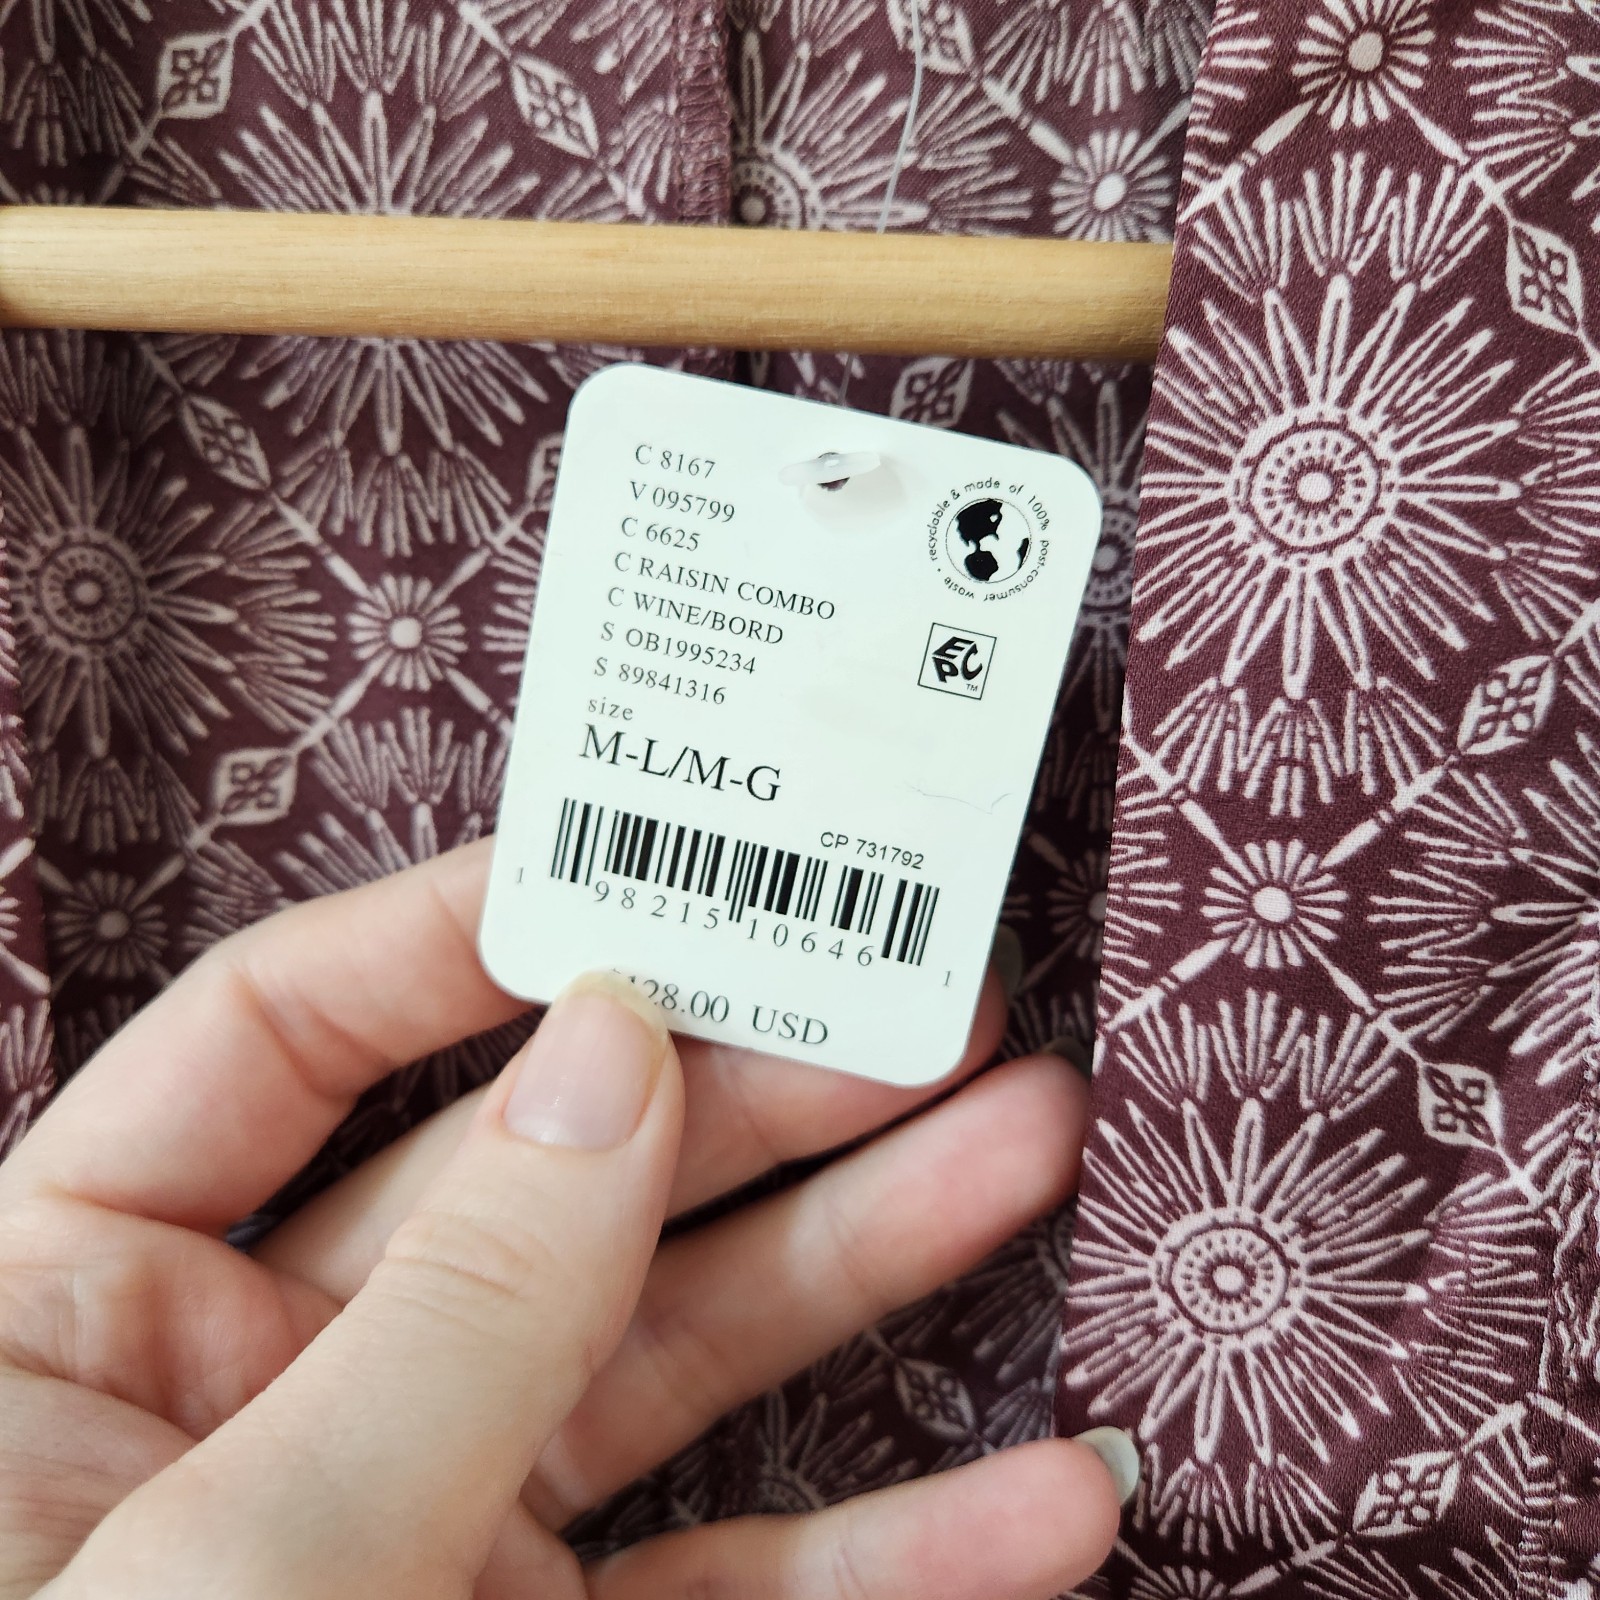 C 8167
V 095799
C 6625
C RAISIN COMBO
C WINE/BORD
S OB1995234
S 89841316
size
M-L/M-G
CP 731792
1 98215 10646 1
128.00 USD
recyclable & made of 100% post-consumer waste •
EPC™